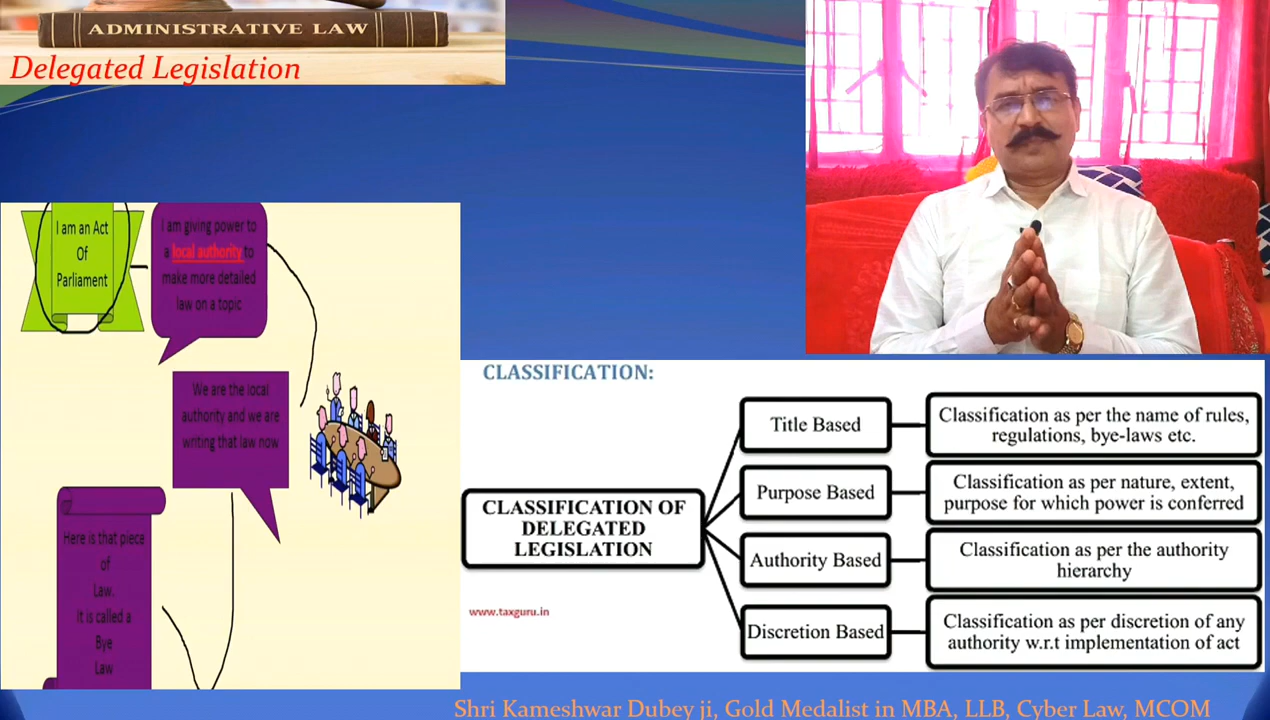 ADMINISTRATIVE LAW
Delegated Legislation
I am an Act
Of
Parliament
I am giving power to
a local authority to
make more detailed
law on a topic
We are the local
authority and we are
writing that law now
Here is that piece
of
Law.
It is called a
Bye
Law
CLASSIFICATION:
CLASSIFICATION OF
DELEGATED
LEGISLATION
Title Based
Classification as per the name of rules,
regulations, bye-laws etc.
Purpose Based
Classification as per nature, extent,
purpose for which power is conferred
Authority Based
Classification as per the authority
hierarchy
Discretion Based
Classification as per discretion of any
authority w.r.t implementation of act
www.taxguru.in
Shri Kameshwar Dubey ji, Gold Medalist in MBA, LLB, Cyber Law, MCOM